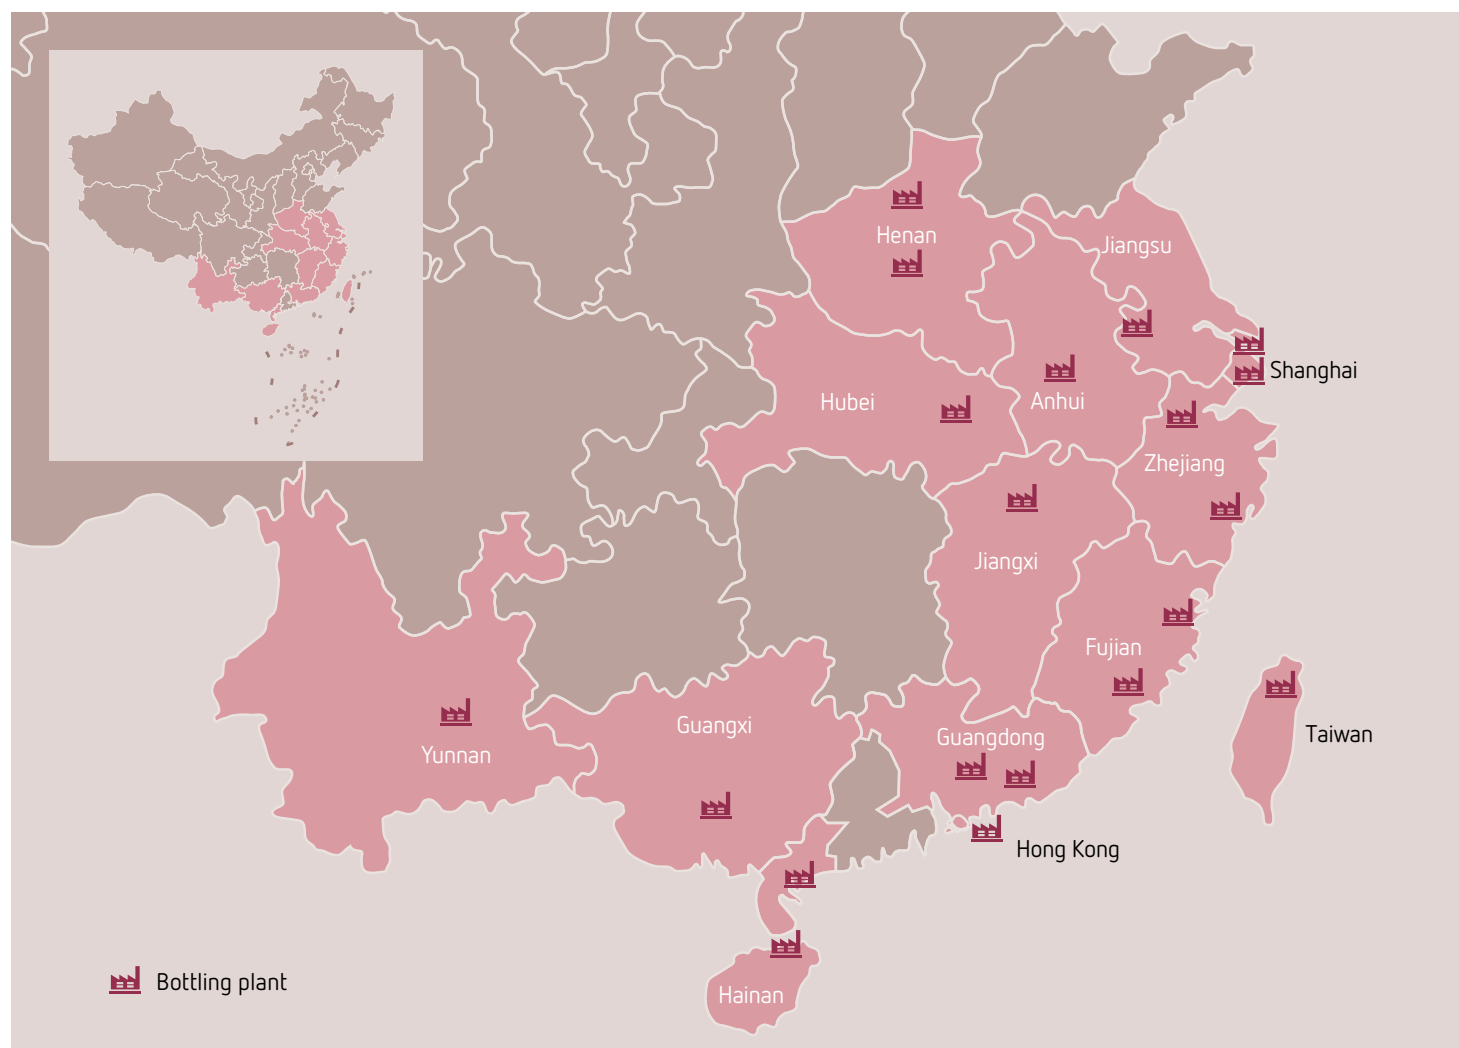 Henan
Jiangsu
Shanghai
Hubei
Anhui
Zhejiang
Jiangxi
Fujian
Guangxi
Guangdong
Taiwan
Yunnan
Hong Kong
Bottling plant
Hainan